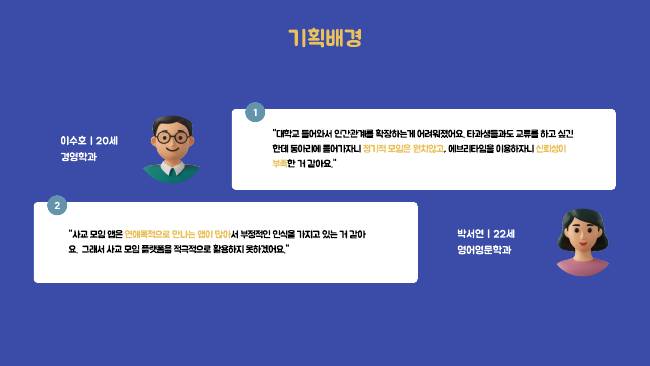 기획배경
1
이수호 | 20세
경영학과
"대학교 들어와서 인간관계를 확장하는게 어려워졌어요. 타과생들과도 교류를 하고 싶긴
한데 동아리에 들어가자니 정기적 모임은 원치않고, 에브리타임을 이용하자니 신뢰성이
부족한 거 같아요."
2
"사교 모임 앱은 연애목적으로 만나는 앱이 많아서 부정적인 인식을 가지고 있는 거 같아
요. 그래서 사교 모임 플랫폼을 적극적으로 활용하지 못하겠어요."
박서연 | 22세
영어영문학과